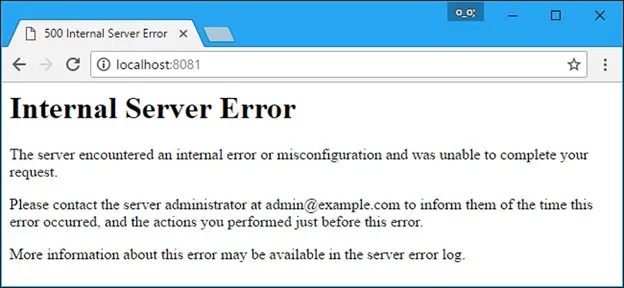 o_o;
500 Internal Server Error
localhost:8081
Internal Server Error
The server encountered an internal error or misconfiguration and was unable to complete your
request.
Please contact the server administrator at admin@example.com to inform them of the time this
error occurred, and the actions you performed just before this error.
More information about this error may be available in the server error log.